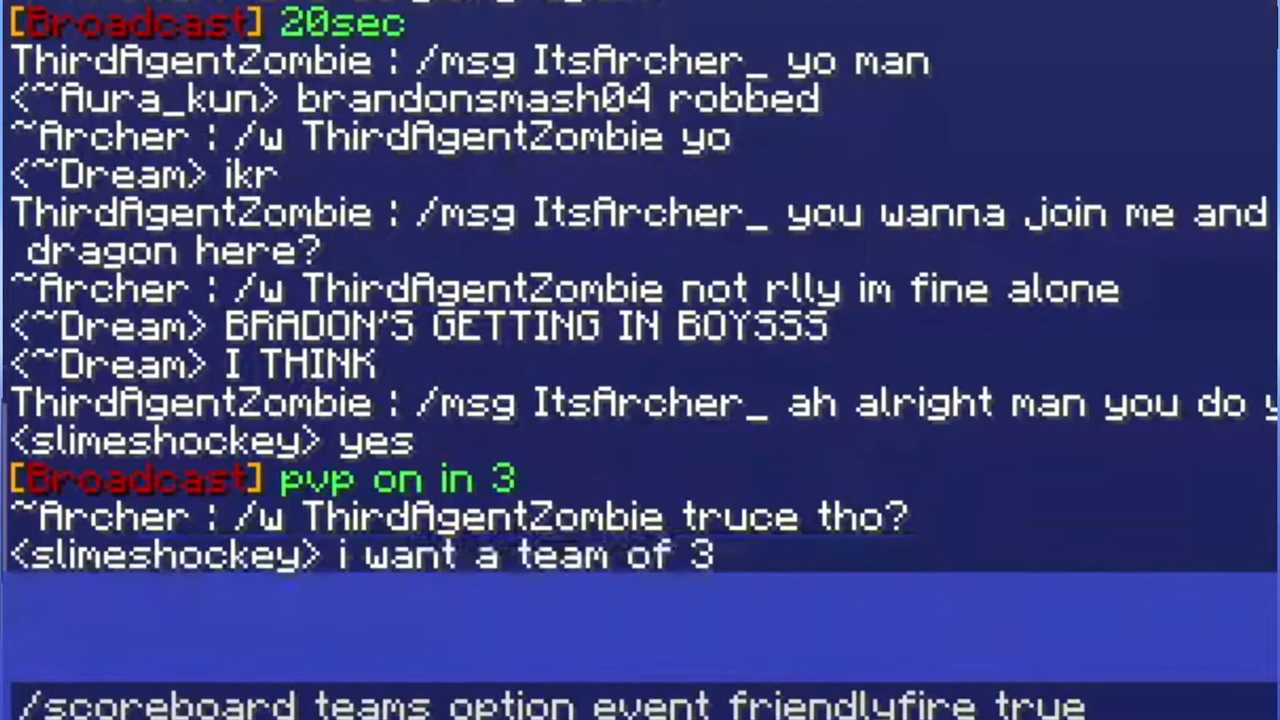 [Broadcast] 20sec
ThirdAgentZombie : /msg ItsArcher_ yo man
<~Aura_kun> brandonsmash04 robbed
~Archer : /w ThirdAgentZombie yo
<~Dream> ikr
ThirdAgentZombie : /msg ItsArcher_ you wanna join me and
dragon here?
~Archer : /w ThirdAgentZombie not rlly im fine alone
<~Dream> BRADON'S GETTING IN BOYSSS
<~Dream> I THINK
ThirdAgentZombie : /msg ItsArcher_ ah alright man you do
<slimeshockey> yes
[Broadcast] pvp on in 3
~Archer : /w ThirdAgentZombie truce tho?
<slimeshockey> i want a team of 3
/scoreboard teams option event friendlyfire true